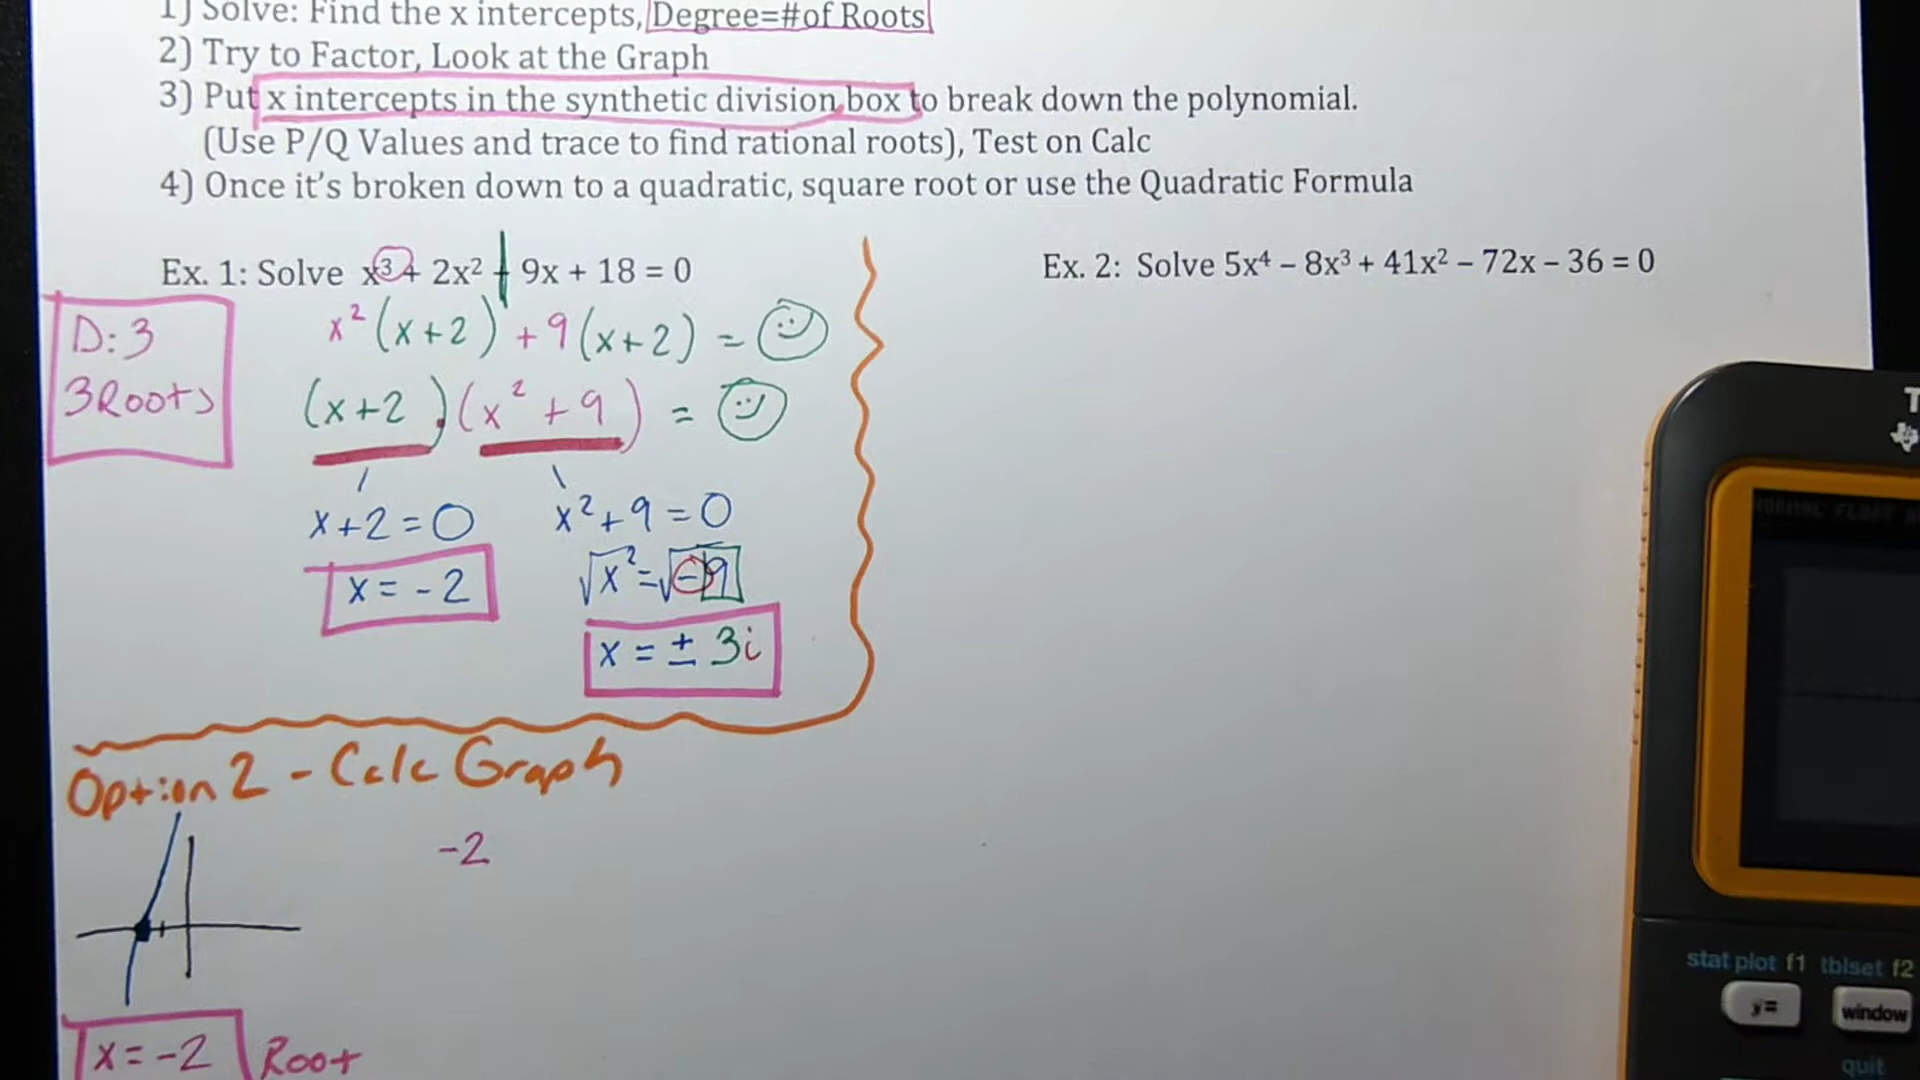 1) Solve: Find the x intercepts, Degree=#of Roots
2) Try to Factor, Look at the Graph
3) Put x intercepts in the synthetic division box to break down the polynomial.
(Use P/Q Values and trace to find rational roots), Test on Calc
4) Once it's broken down to a quadratic, square root or use the Quadratic Formula
Ex. 1: Solve x³ + 2x² + 9x + 18 = 0
D: 3
3 Roots
x² (x+2) + 9 (x+2) =
(x+2) · (x² + 9) =
x+2=0
x = -2
x²+9=0
√x² = √-9
x = ± 3i
Option 2 - Calc Graph
-2
x = -2 Root
Ex. 2: Solve 5x⁴ – 8x³ + 41x² – 72x – 36 = 0
T
stat plot f1 tblset f2
y= window
quit